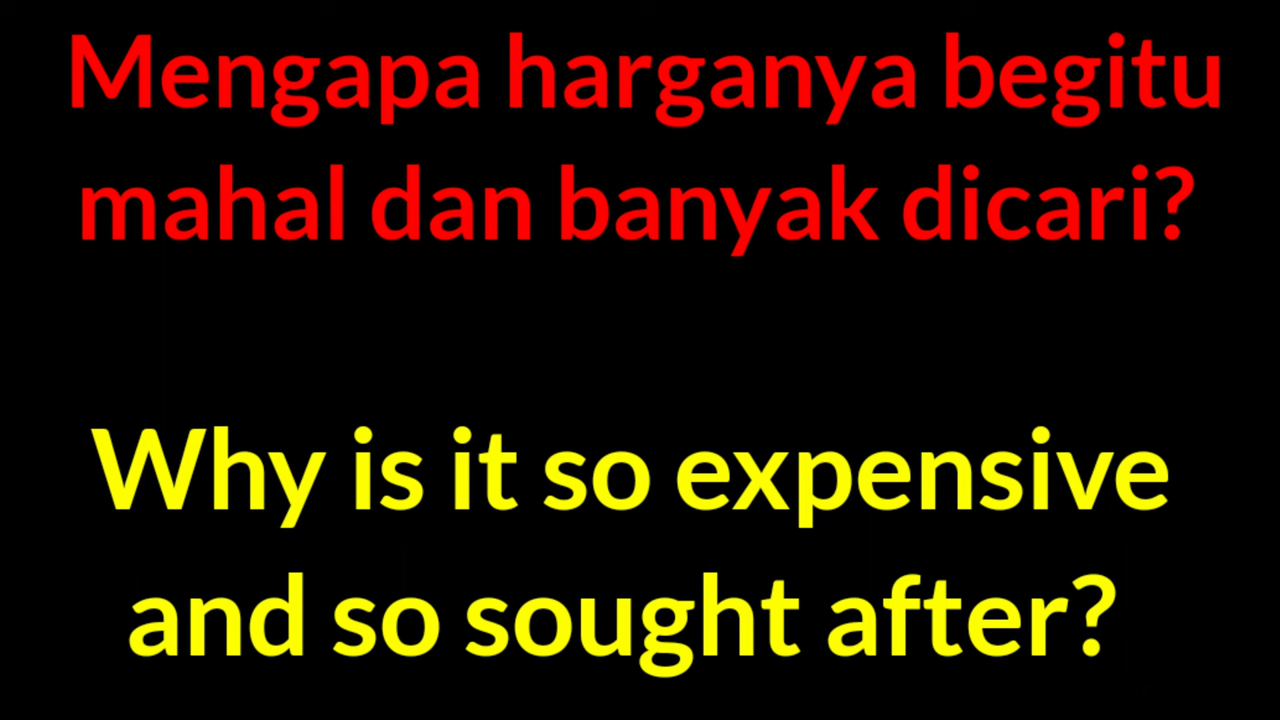 Mengapa harganya begitu
mahal dan banyak dicari?
Why is it so expensive
and so sought after?